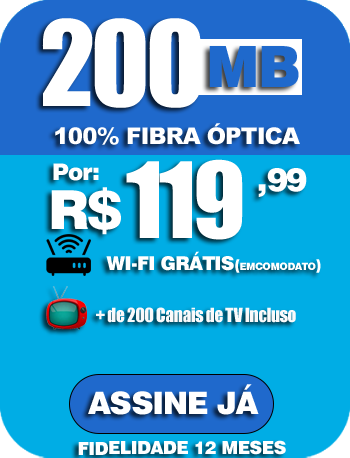 200 MB
100% FIBRA ÓPTICA
Por:
R$ 119,99
WI-FI GRÁTIS(EMCOMODATO)
+ de 200 Canais de TV Incluso
ASSINE JÁ
FIDELIDADE 12 MESES